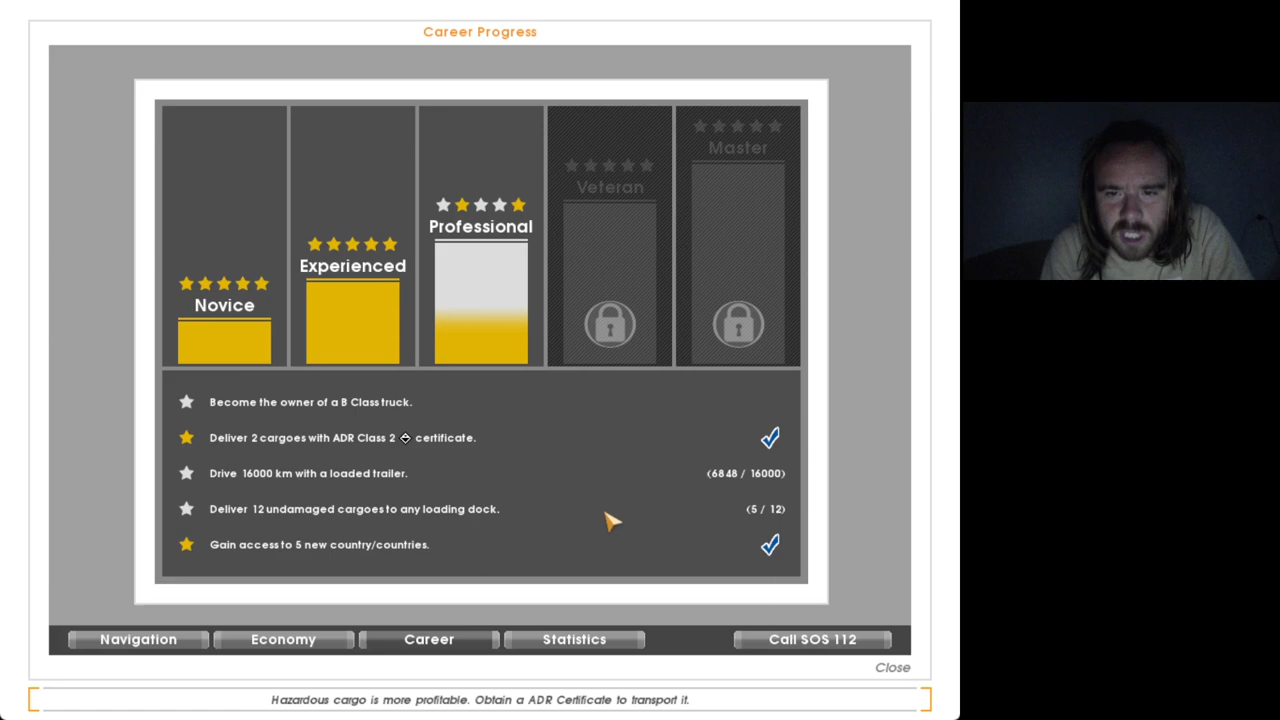 Career Progress
Master
Veteran
Professional
Experienced
Novice
Become the owner of a B Class truck.
Deliver 2 cargoes with ADR Class 2 certificate.
Drive 16000 km with a loaded trailer. (6848 / 16000)
Deliver 12 undamaged cargoes to any loading dock. (5 / 12)
Gain access to 5 new country/countries.
Navigation Economy Career Statistics Call SOS 112
Close
Hazardous cargo is more profitable. Obtain a ADR Certificate to transport it.